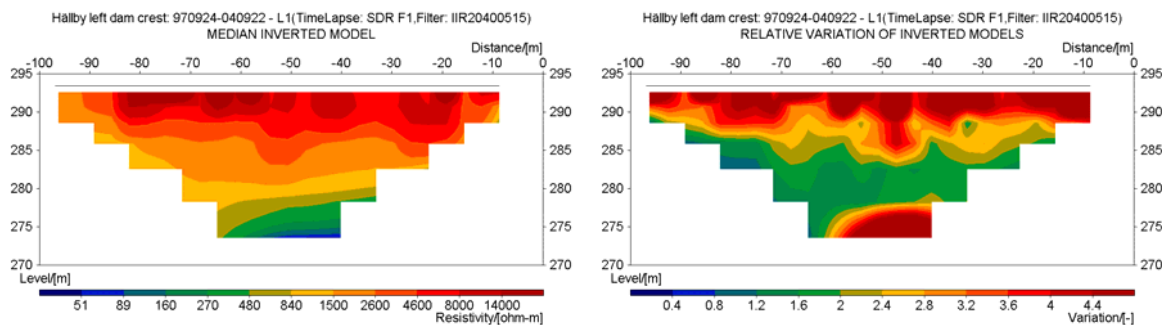 Hällby left dam crest: 970924-040922 - L1(TimeLapse: SDR F1,Filter: IIR20400515)
MEDIAN INVERTED MODEL
Distance/[m]
-100 -90 -80 -70 -60 -50 -40 -30 -20 -10 0
295 295
290 290
285 285
280 280
275 275
270 270
Level/[m]
51 89 160 270 480 840 1500 2600 4600 8000 14000
Resistivity/[ohm-m]
Hällby left dam crest: 970924-040922 - L1(TimeLapse: SDR F1,Filter: IIR20400515)
RELATIVE VARIATION OF INVERTED MODELS
Distance/[m]
-100 -90 -80 -70 -60 -50 -40 -30 -20 -10 0
295 295
290 290
285 285
280 280
275 275
270 270
Level/[m]
0.4 0.8 1.2 1.6 2 2.4 2.8 3.2 3.6 4 4.4
Variation/[-]